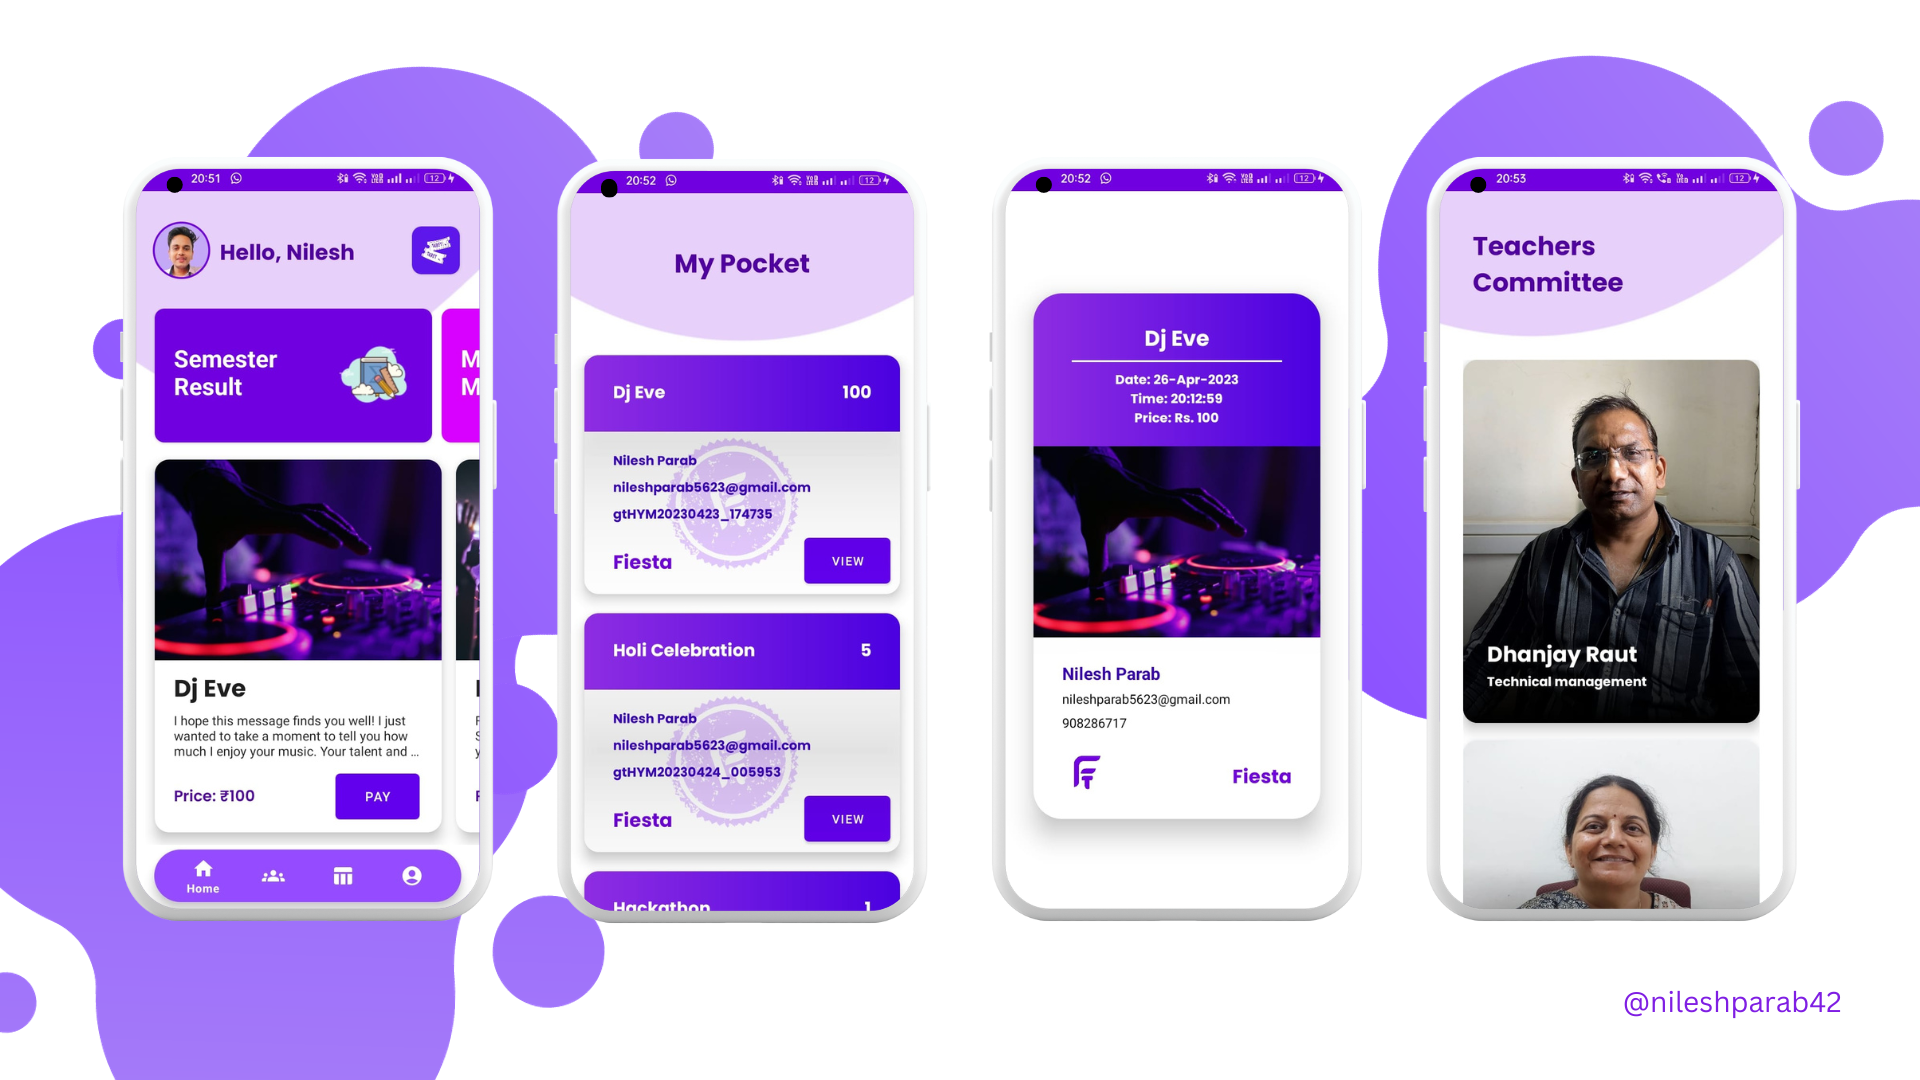 20:51
12
Hello, Nilesh
Semester
Result
M
M
Dj Eve
I hope this message finds you well! I just
wanted to take a moment to tell you how
much I enjoy your music. Your talent and ...
Price: ₹100
PAY
Home
20:52
12
My Pocket
Dj Eve 100
Nilesh Parab
nileshparab5623@gmail.com
gtHYM20230423_174735
Fiesta
VIEW
Holi Celebration 5
Nilesh Parab
nileshparab5623@gmail.com
gtHYM20230424_005953
Fiesta
VIEW
Hackathon 1
20:52
12
Dj Eve
Date: 26-Apr-2023
Time: 20:12:59
Price: Rs. 100
Nilesh Parab
nileshparab5623@gmail.com
908286717
Fiesta
20:53
12
Teachers
Committee
Dhanjay Raut
Technical management
@nileshparab42